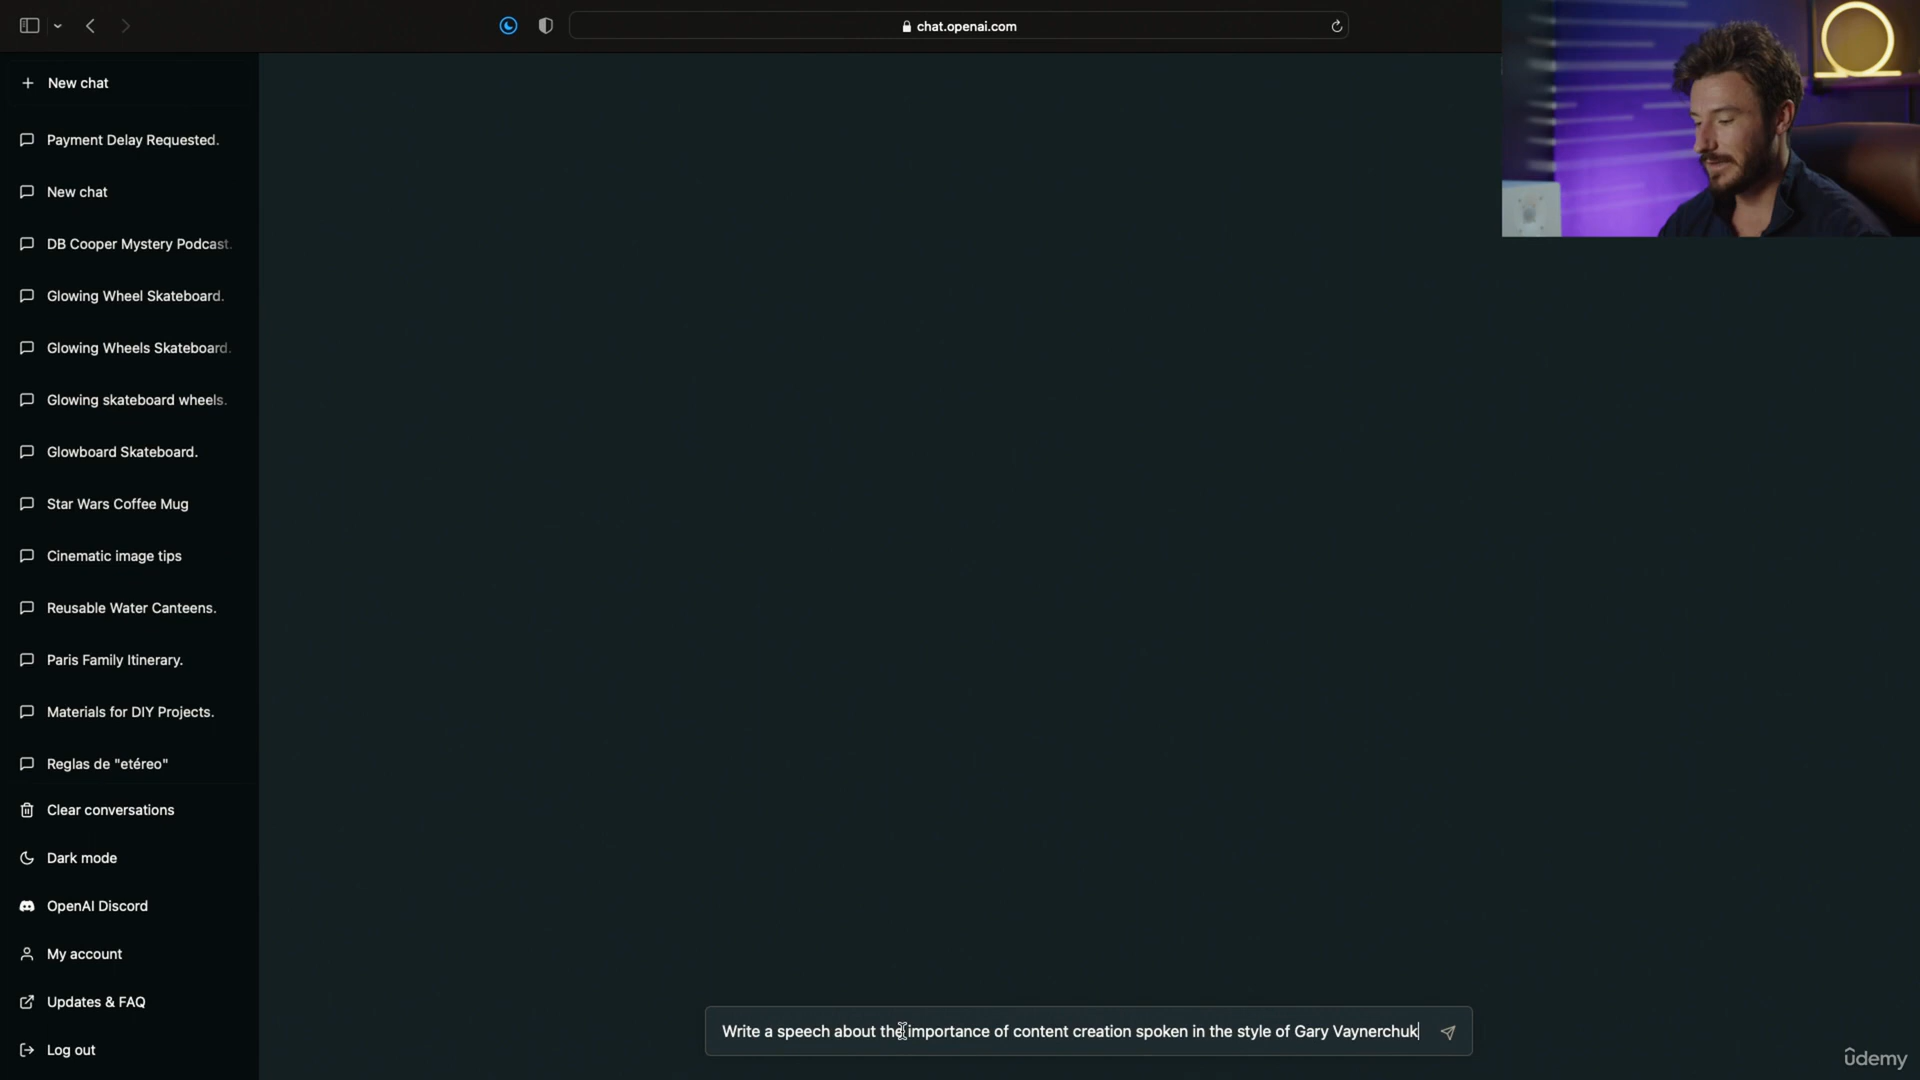 chat.openai.com
New chat
Payment Delay Requested.
New chat
DB Cooper Mystery Podcast.
Glowing Wheel Skateboard.
Glowing Wheels Skateboard.
Glowing skateboard wheels.
Glowboard Skateboard.
Star Wars Coffee Mug
Cinematic image tips
Reusable Water Canteens.
Paris Family Itinerary.
Materials for DIY Projects.
Reglas de "etéreo"
Clear conversations
Dark mode
OpenAI Discord
My account
Updates & FAQ
Log out
Write a speech about the importance of content creation spoken in the style of Gary Vaynerchuk
ûdemy